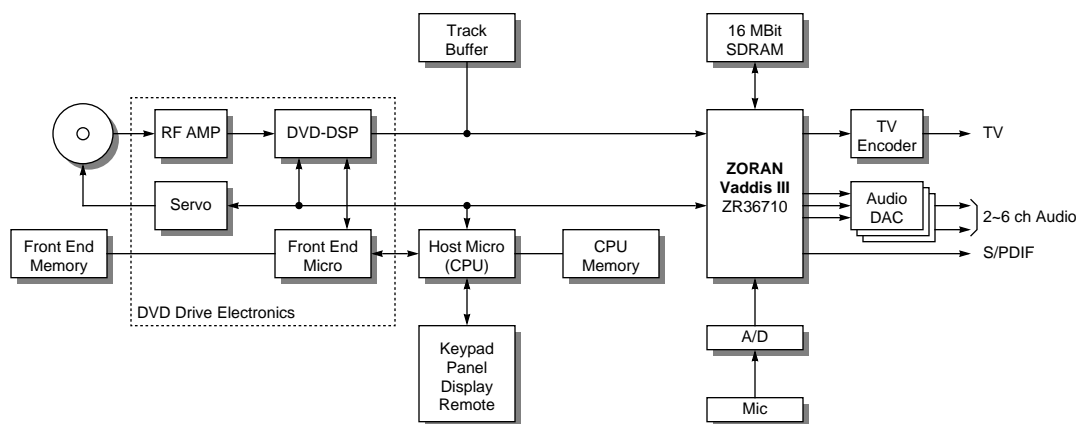 Track
Buffer
16 MBit
SDRAM
RF AMP
DVD-DSP
ZORAN
Vaddis III
ZR36710
TV
Encoder
TV
Servo
Audio
DAC
2~6 ch Audio
Front End
Memory
Front End
Micro
Host Micro
(CPU)
CPU
Memory
S/PDIF
DVD Drive Electronics
Keypad
Panel
Display
Remote
A/D
Mic